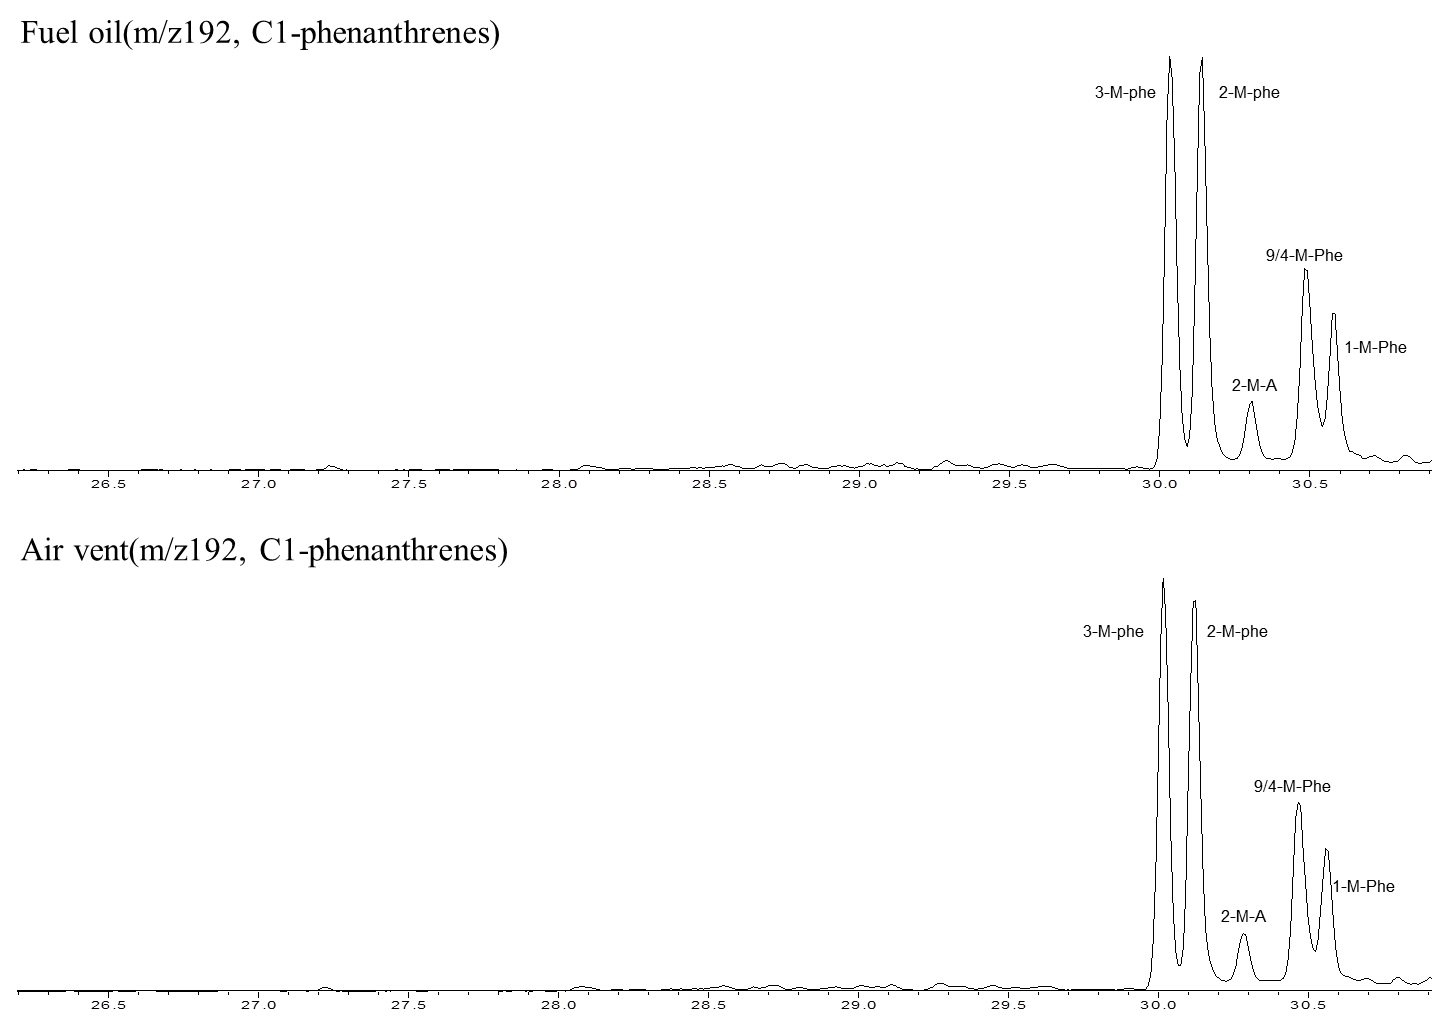 Fuel oil(m/z192, C1-phenanthrenes)
3-M-phe 2-M-phe
9/4-M-Phe
1-M-Phe
2-M-A
26.5 27.0 27.5 28.0 28.5 29.0 29.5 30.0 30.5
Air vent(m/z192, C1-phenanthrenes)
3-M-phe 2-M-phe
9/4-M-Phe
1-M-Phe
2-M-A
26.5 27.0 27.5 28.0 28.5 29.0 29.5 30.0 30.5